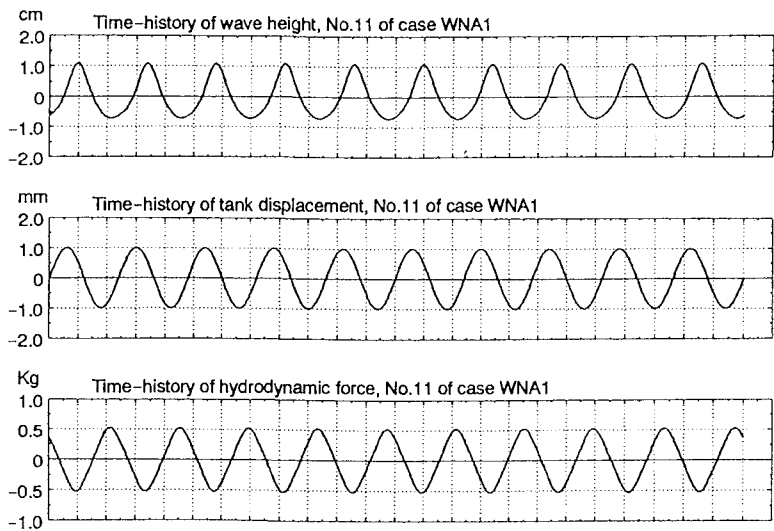 cm
Time-history of wave height, No.11 of case WNA1
2.0
1.0
0
-1.0
-2.0
mm
Time-history of tank displacement, No.11 of case WNA1
2.0
1.0
0
-1.0
-2.0
Kg
Time-history of hydrodynamic force, No.11 of case WNA1
1.0
0.5
0
-0.5
-1.0